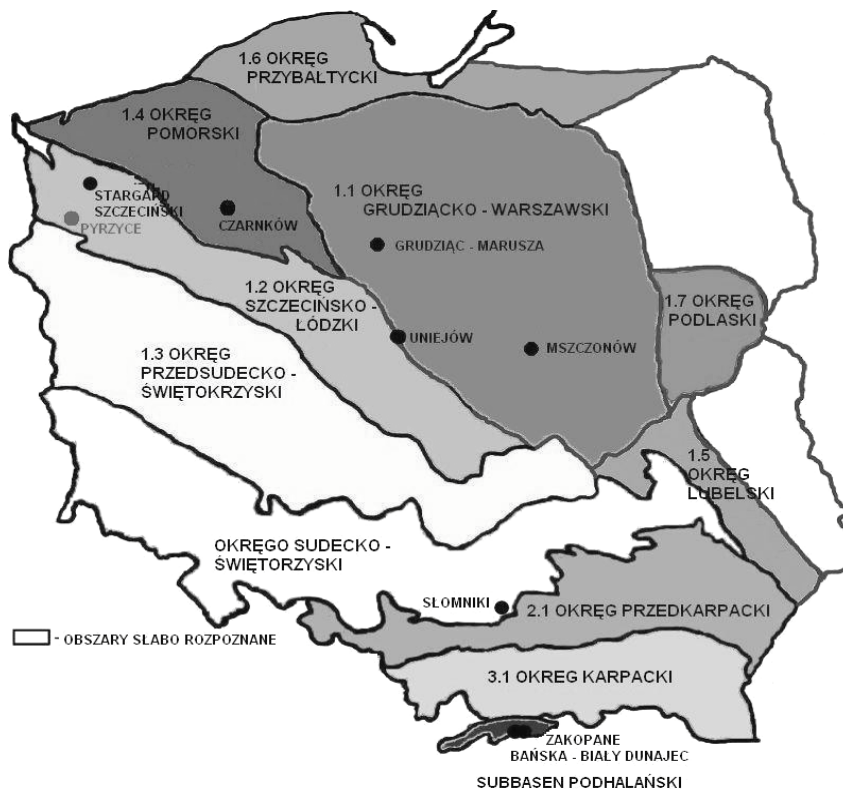 1.6 OKRĘG
PRZYBAŁTYCKI
1.4 OKRĘG
POMORSKI
STARGARD
SZCZECIŃSKI
PYRZYCE
CZARNKÓW
1.1 OKRĘG
GRUDZIĄCKO - WARSZAWSKI
GRUDZIĄC - MARUSZA
1.2 OKRĘG
SZCZECIŃSKO -
ŁÓDZKI
1.7 OKRĘG
PODLASKI
UNIEJÓW
MSZCZONÓW
1.3 OKRĘG
PRZEDSUDECKO -
ŚWIĘTOKRZYSKI
1.5
OKRĘG
LUBELSKI
OKRĘGO SUDECKO -
ŚWIĘTORZYSKI
SŁOMNIKI
2.1 OKRĘG PRZEDKARPACKI
- OBSZARY SŁABO ROZPOZNANE
3.1 OKREG KARPACKI
ZAKOPANE
BAŃSKA - BIAŁY DUNAJEC
SUBBASEN PODHALAŃSKI